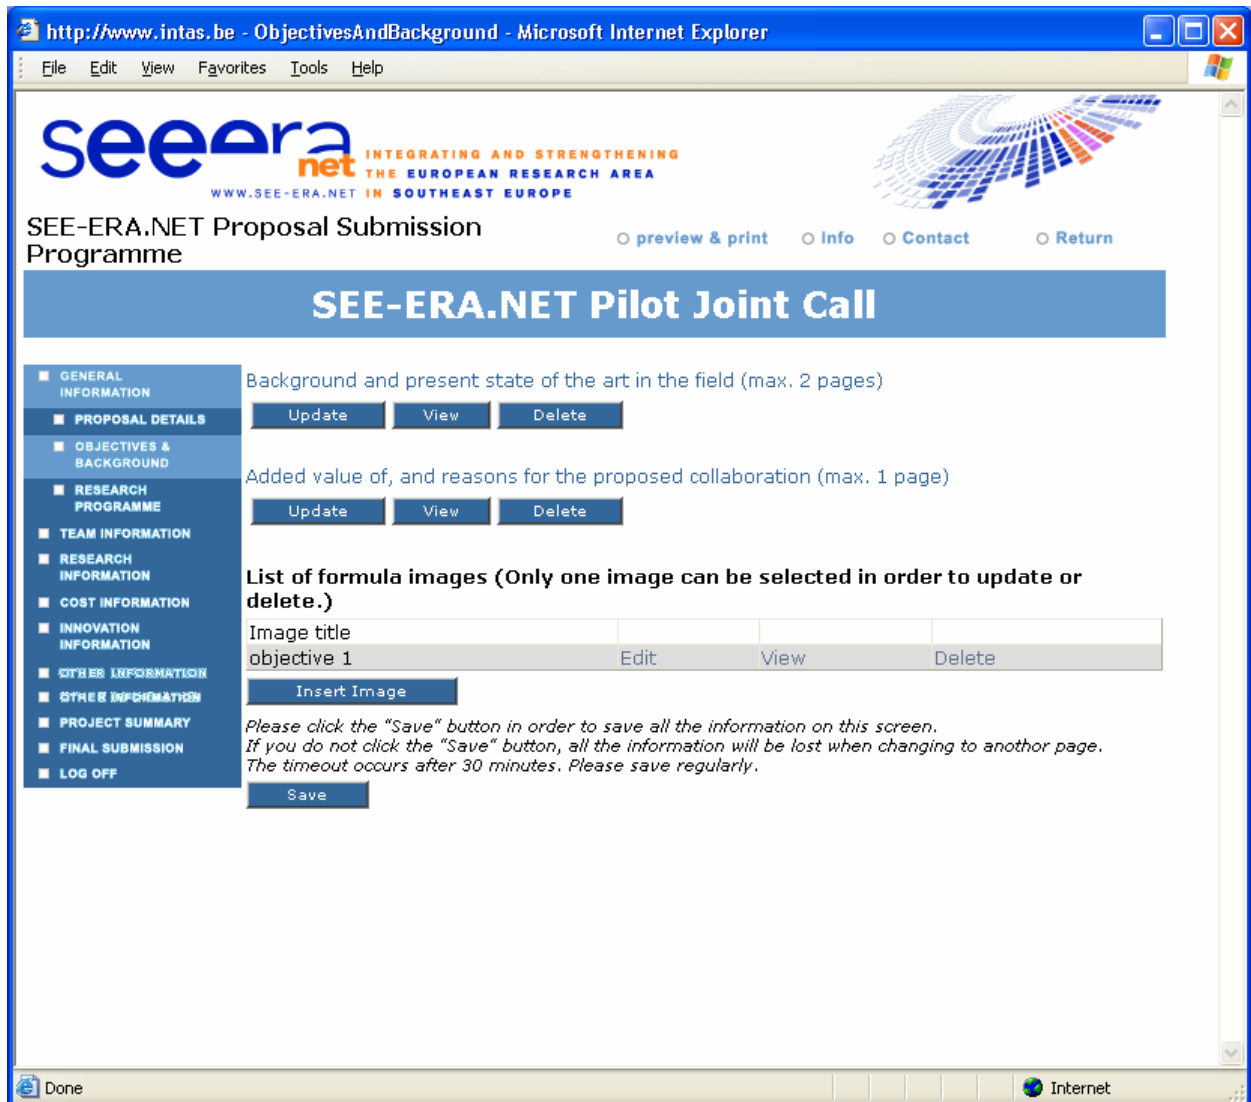 http://www.intas.be - ObjectivesAndBackground - Microsoft Internet Explorer
File Edit View Favorites Tools Help
seeera
net
INTEGRATING AND STRENGTHENING
THE EUROPEAN RESEARCH AREA
WWW.SEE-ERA.NET IN SOUTHEAST EUROPE
SEE-ERA.NET Proposal Submission
Programme
preview & print Info Contact Return
SEE-ERA.NET Pilot Joint Call
GENERAL
INFORMATION
PROPOSAL DETAILS
OBJECTIVES &
BACKGROUND
RESEARCH
PROGRAMME
TEAM INFORMATION
RESEARCH
INFORMATION
COST INFORMATION
INNOVATION
INFORMATION
OTHER INFORMATION
OTHER INFORMATION
PROJECT SUMMARY
FINAL SUBMISSION
LOG OFF
Background and present state of the art in the field (max. 2 pages)
Update View Delete
Added value of, and reasons for the proposed collaboration (max. 1 page)
Update View Delete
List of formula images (Only one image can be selected in order to update or
delete.)
Image title
objective 1 Edit View Delete
Insert Image
Please click the "Save" button in order to save all the information on this screen.
If you do not click the "Save" button, all the information will be lost when changing to anothor page.
The timeout occurs after 30 minutes. Please save regularly.
Save
Done
Internet